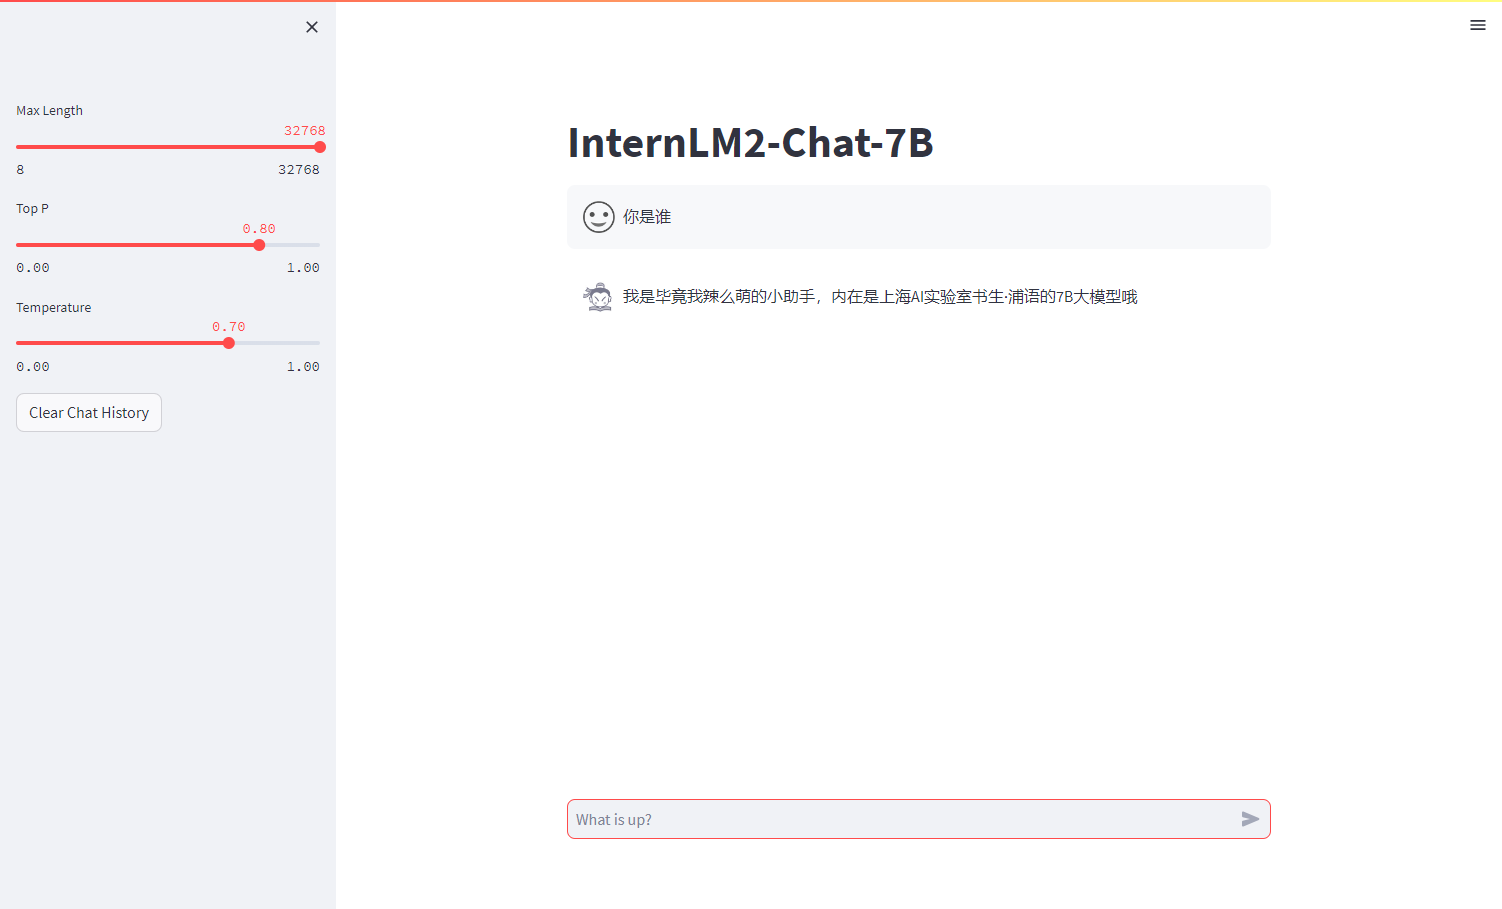 Max Length
32768
8 32768
Top P
0.80
0.00 1.00
Temperature
0.70
0.00 1.00
Clear Chat History
InternLM2-Chat-7B
你是谁
我是毕竟我辣么萌的小助手，内在是上海AI实验室书生·浦语的7B大模型哦
What is up?